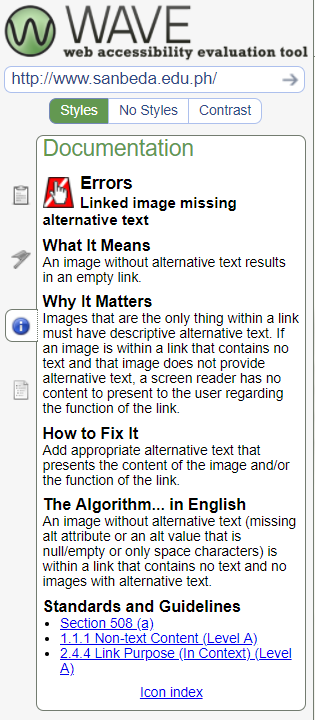 WAVE
web accessibility evaluation tool
http://www.sanbeda.edu.ph/
Styles No Styles Contrast
Documentation
Errors
Linked image missing
alternative text
What It Means
An image without alternative text results
in an empty link.
Why It Matters
Images that are the only thing within a link
must have descriptive alternative text. If
an image is within a link that contains no
text and that image does not provide
alternative text, a screen reader has no
content to present to the user regarding
the function of the link.
How to Fix It
Add appropriate alternative text that
presents the content of the image and/or
the function of the link.
The Algorithm... in English
An image without alternative text (missing
alt attribute or an alt value that is
null/empty or only space characters) is
within a link that contains no text and no
images with alternative text.
Standards and Guidelines
• Section 508 (a)
• 1.1.1 Non-text Content (Level A)
• 2.4.4 Link Purpose (In Context) (Level
A)
Icon index